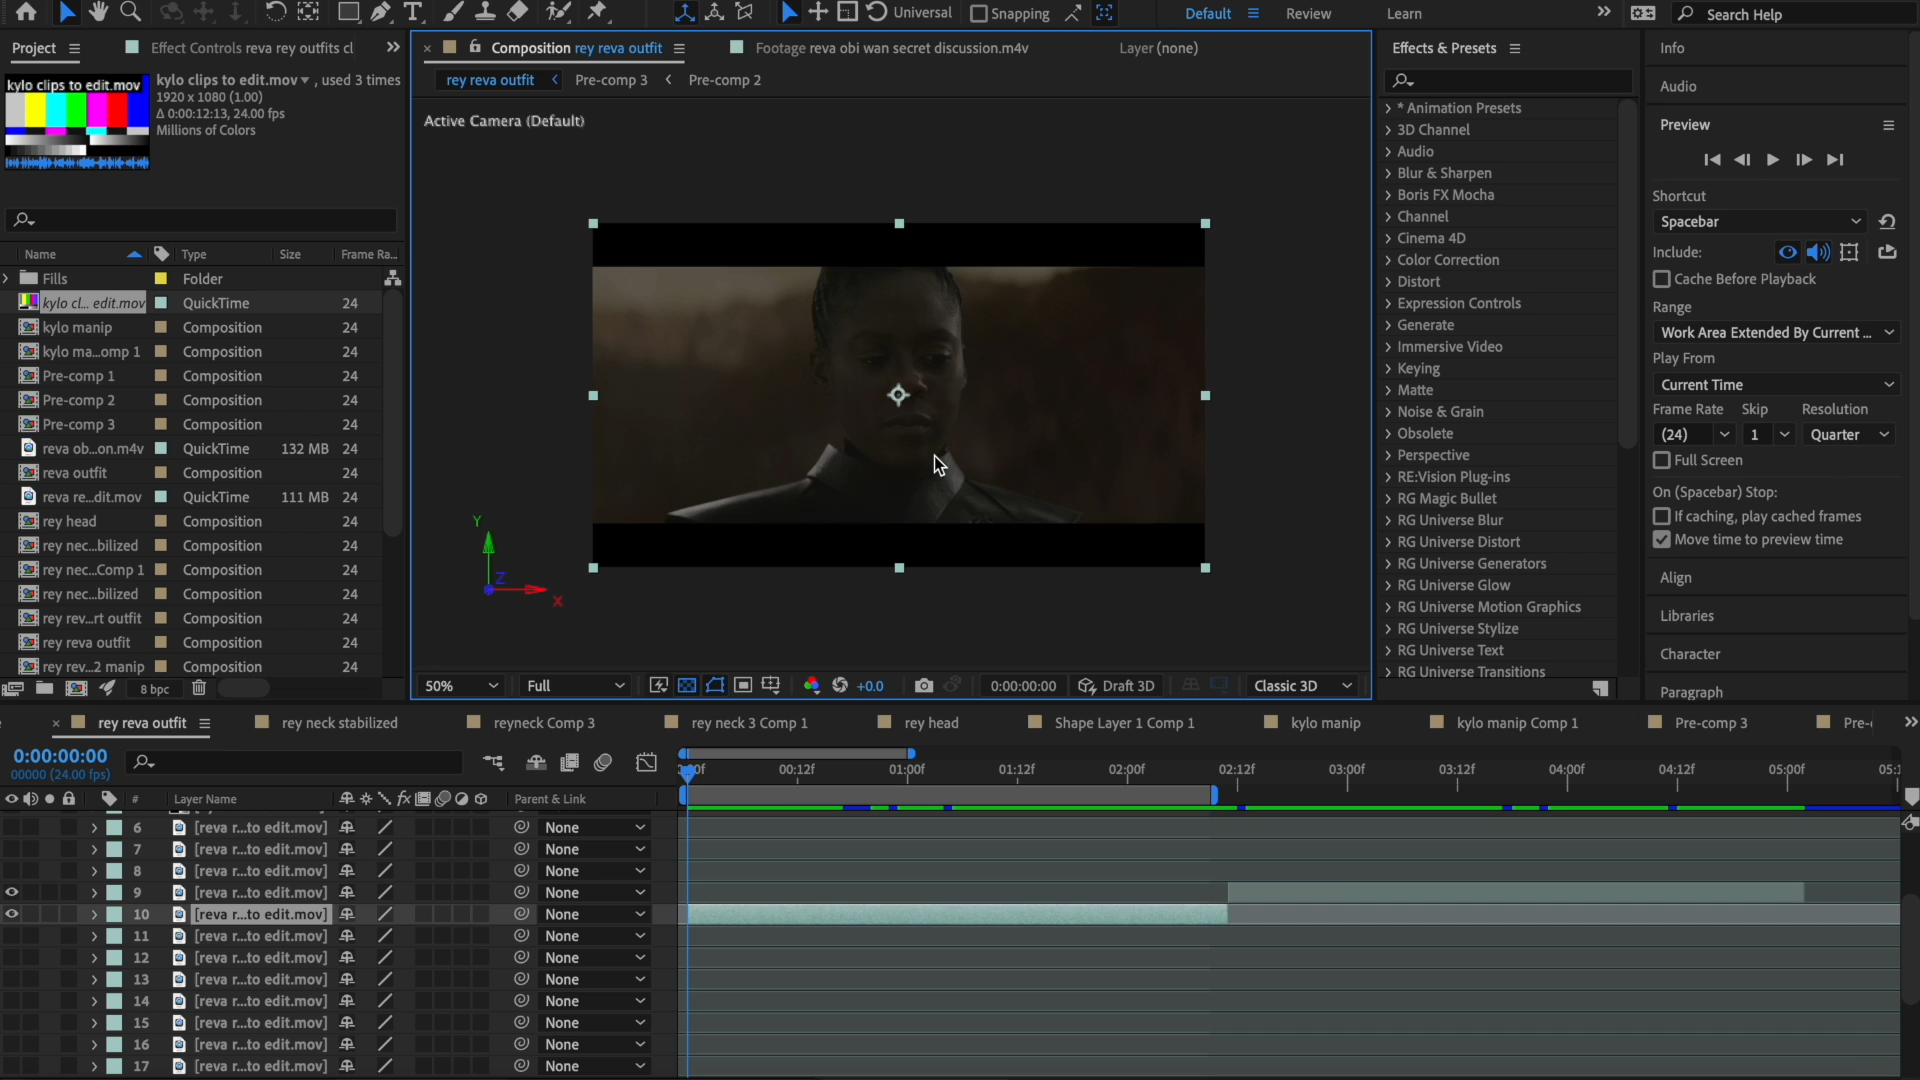 Universal
Snapping
Default
Review
Learn
Search Help
Project
Effect Controls reva rey outfits cl
Composition rey reva outfit
Footage reva obi wan secret discussion.m4v
Layer (none)
Effects & Presets
Info
kylo clips to edit.mov
kylo clips to edit.mov , used 3 times
1920 x 1080 (1.00)
Δ 0:00:12:13, 24.00 fps
Millions of Colors
rey reva outfit
Pre-comp 3
Pre-comp 2
Active Camera (Default)
Audio
Preview
Shortcut
Spacebar
Include:
Cache Before Playback
Range
Work Area Extended By Current ...
Play From
Current Time
Frame Rate Skip Resolution
(24) 1 Quarter
Full Screen
On (Spacebar) Stop:
If caching, play cached frames
Move time to preview time
Align
Libraries
Character
Paragraph
* Animation Presets
3D Channel
Audio
Blur & Sharpen
Boris FX Mocha
Channel
Cinema 4D
Color Correction
Distort
Expression Controls
Generate
Immersive Video
Keying
Matte
Noise & Grain
Obsolete
Perspective
RE:Vision Plug-ins
RG Magic Bullet
RG Universe Blur
RG Universe Distort
RG Universe Generators
RG Universe Glow
RG Universe Motion Graphics
RG Universe Stylize
RG Universe Text
RG Universe Transitions
Name Type Size Frame Ra...
Fills Folder
kylo cl... edit.mov QuickTime 24
kylo manip Composition 24
kylo ma...omp 1 Composition 24
Pre-comp 1 Composition 24
Pre-comp 2 Composition 24
Pre-comp 3 Composition 24
reva ob...on.m4v QuickTime 132 MB 24
reva outfit Composition 24
reva re...dit.mov QuickTime 111 MB 24
rey head Composition 24
rey nec...bilized Composition 24
rey nec...Comp 1 Composition 24
rey nec...bilized Composition 24
rey rev...rt outfit Composition 24
rey reva outfit Composition 24
rey rev...2 manip Composition 24
8 bpc
Y
Z
X
50% Full +0.0 0:00:00:00 Draft 3D Classic 3D
rey reva outfit
rey neck stabilized
reyneck Comp 3
rey neck 3 Comp 1
rey head
Shape Layer 1 Comp 1
kylo manip
kylo manip Comp 1
Pre-comp 3
Pre-
0:00:00:00
00000 (24.00 fps)
00f 00:12f 01:00f 01:12f 02:00f 02:12f 03:00f 03:12f 04:00f 04:12f 05:00f 05:1
# Layer Name fx Parent & Link
6 [reva r...to edit.mov] None
7 [reva r...to edit.mov] None
8 [reva r...to edit.mov] None
9 [reva r...to edit.mov] None
10 [reva r...to edit.mov] None
11 [reva r...to edit.mov] None
12 [reva r...to edit.mov] None
13 [reva r...to edit.mov] None
14 [reva r...to edit.mov] None
15 [reva r...to edit.mov] None
16 [reva r...to edit.mov] None
17 [reva r...to edit.mov] None